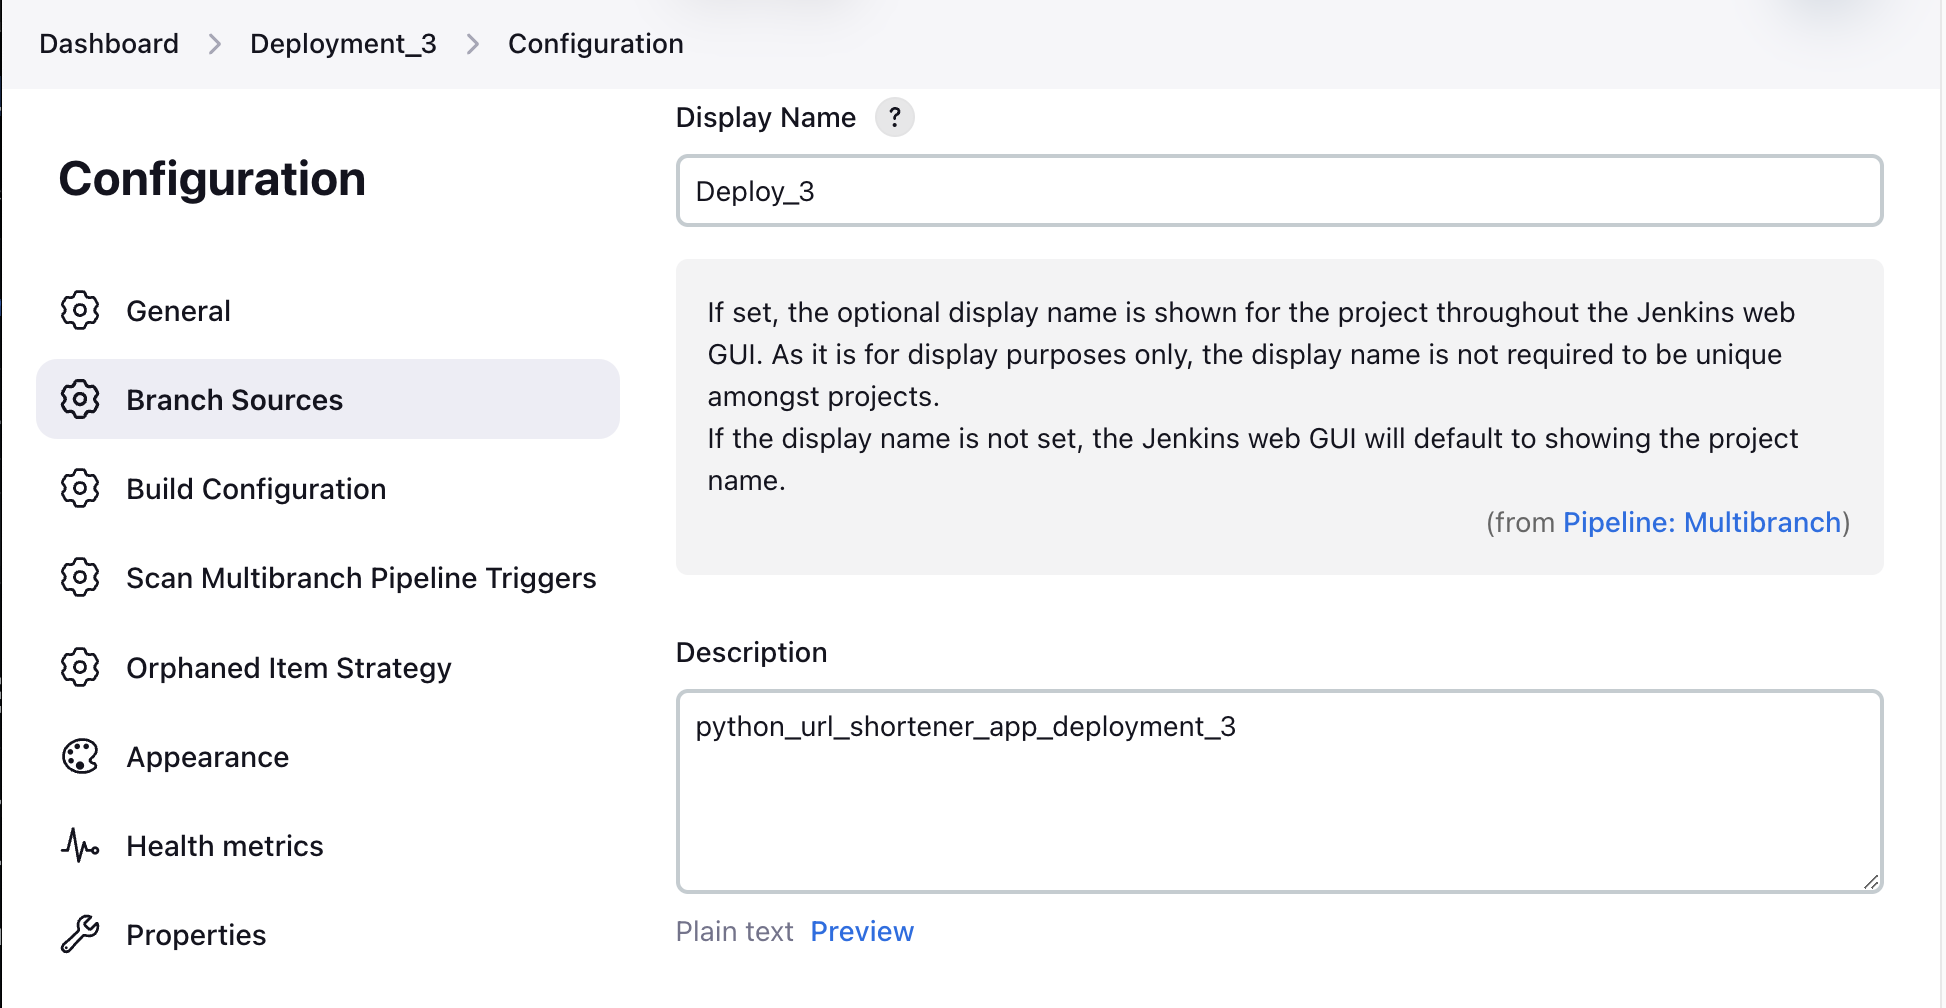 Dashboard > Deployment_3 > Configuration
Configuration
General
Branch Sources
Build Configuration
Scan Multibranch Pipeline Triggers
Orphaned Item Strategy
Appearance
Health metrics
Properties
Display Name ?
Deploy_3
If set, the optional display name is shown for the project throughout the Jenkins web
GUI. As it is for display purposes only, the display name is not required to be unique
amongst projects.
If the display name is not set, the Jenkins web GUI will default to showing the project
name.
(from Pipeline: Multibranch)
Description
python_url_shortener_app_deployment_3
Plain text Preview